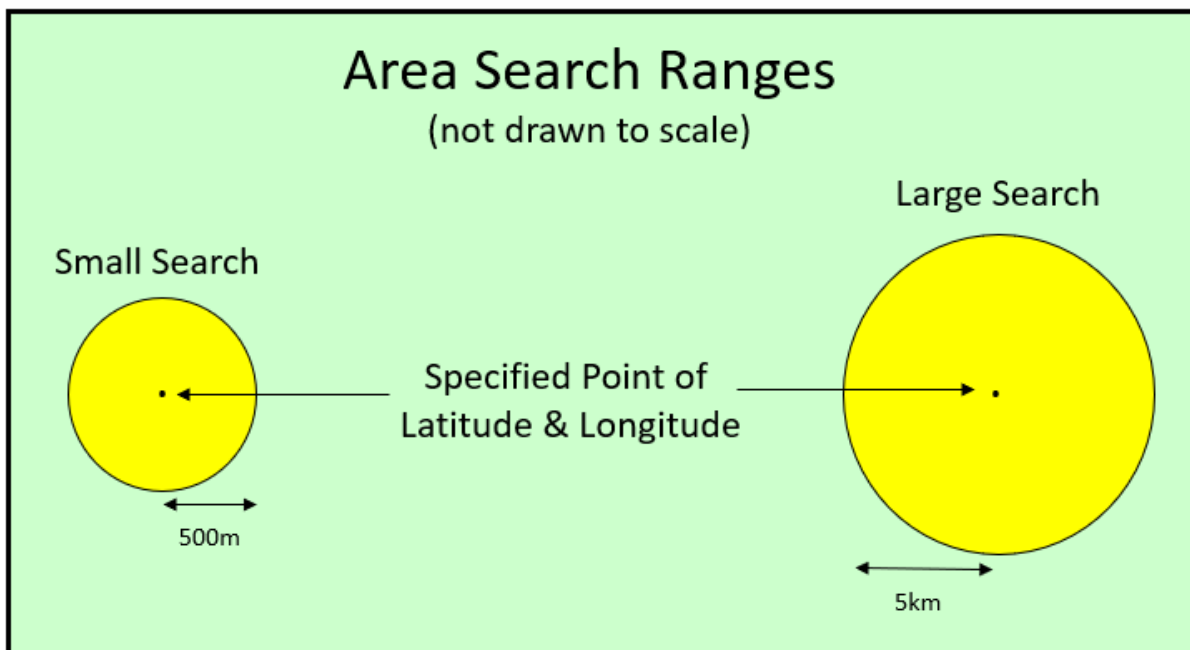 Area Search Ranges
(not drawn to scale)
Large Search
Small Search
Specified Point of
Latitude & Longitude
500m
5km